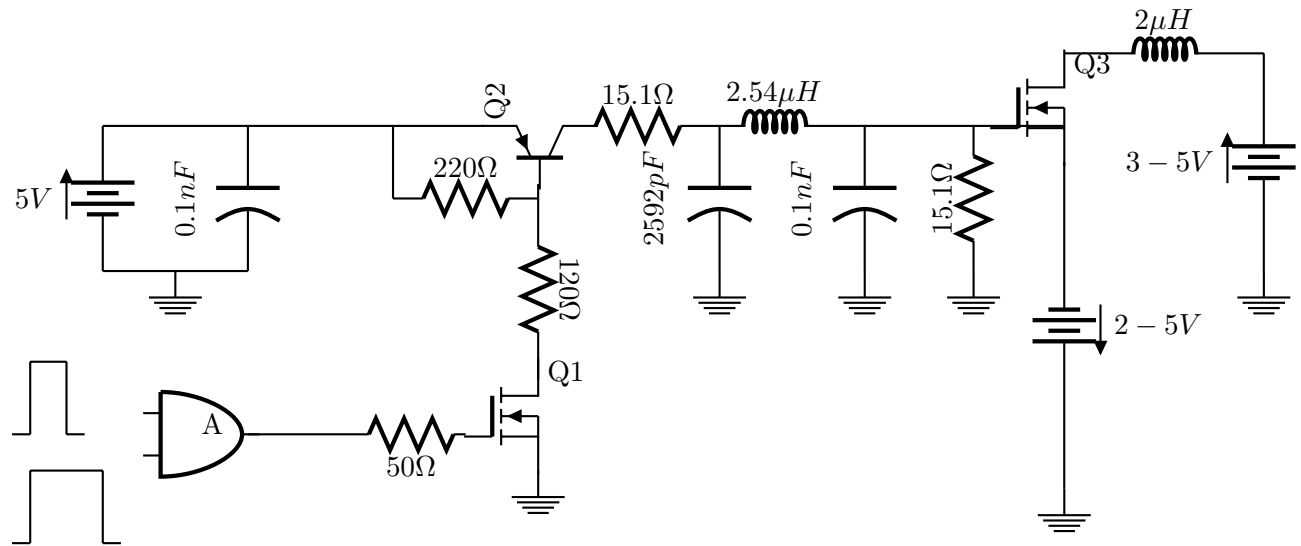 2μH
Q3
Q2
15.1Ω
2.54μH
3 − 5V
220Ω
5V
0.1nF
2592pF
0.1nF
15.1Ω
120Ω
2 − 5V
Q1
A
50Ω